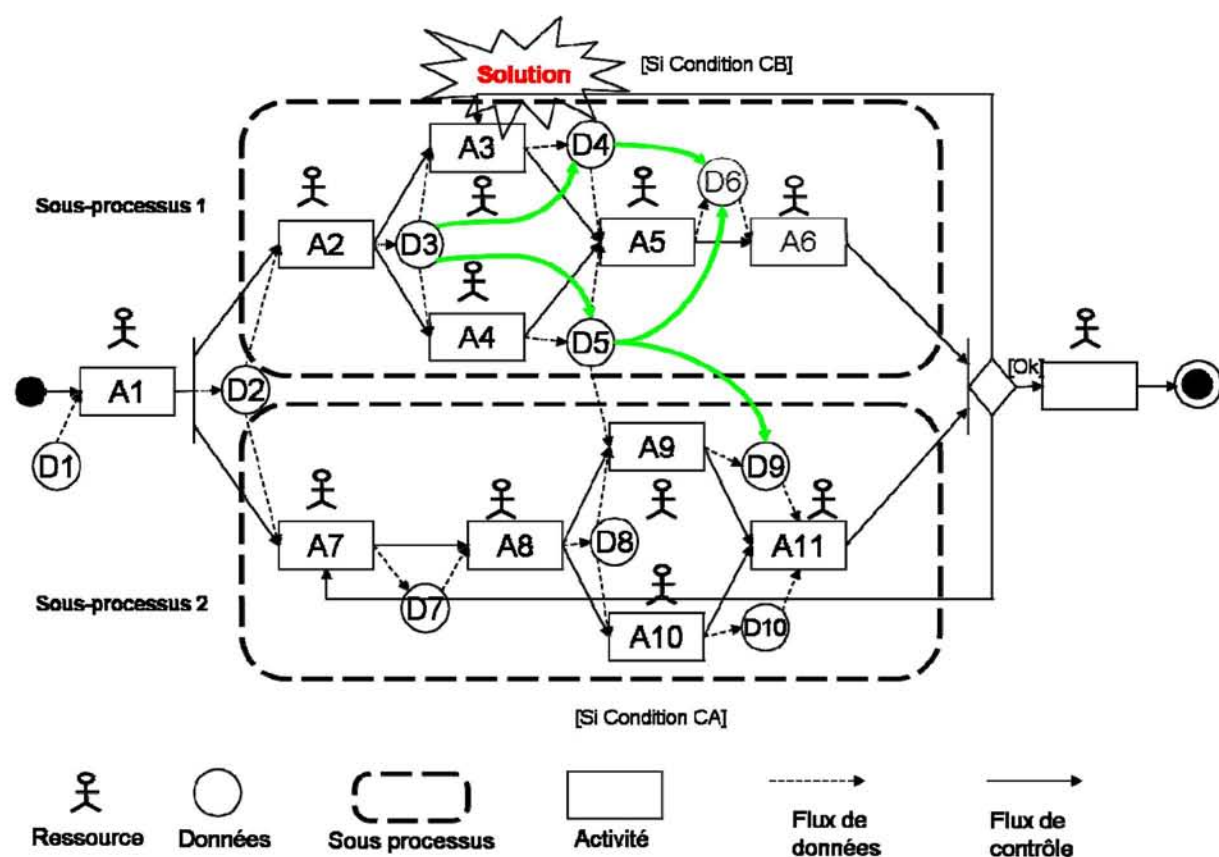 Solution
[Si Condition CB]
A3
D4
D6
Sous-processus 1
A2
D3
A5
A6
A4
D5
[Ok]
A1
D2
D1
A9
D9
A7
A8
D8
A11
Sous-processus 2
D7
A10
D10
[Si Condition CA]
Ressource
Données
Sous processus
Activité
Flux de
données
Flux de
contrôle